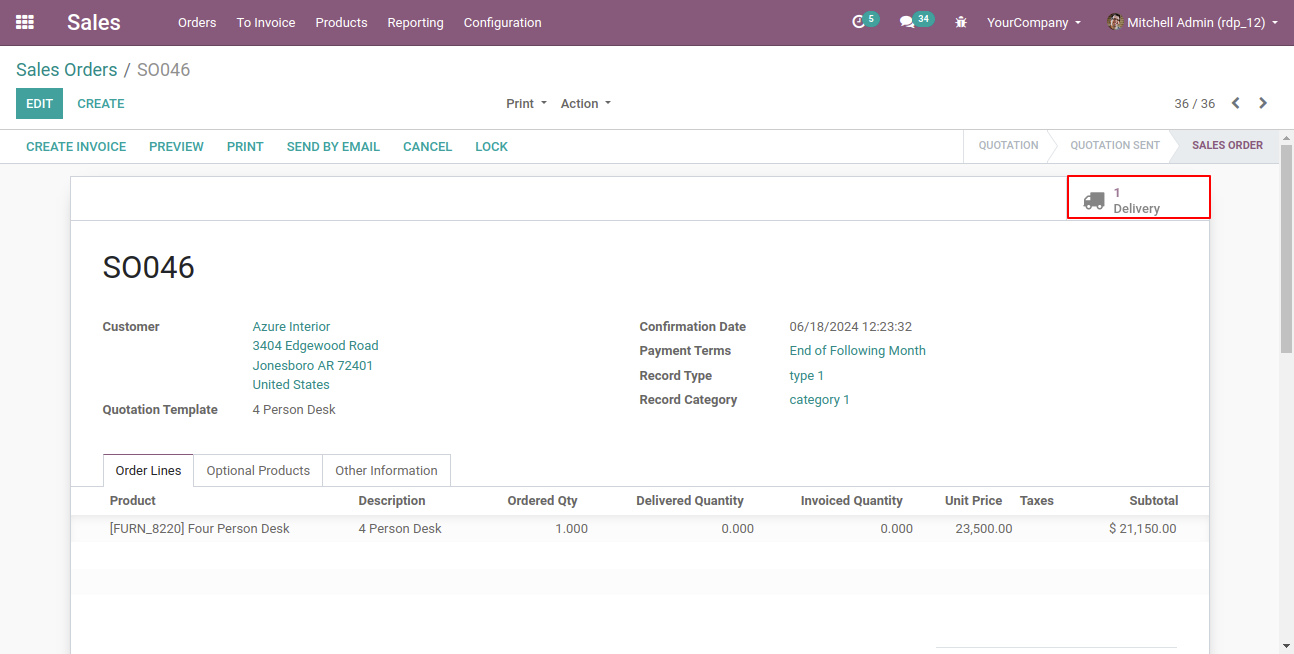 Sales Orders To Invoice Products Reporting Configuration 5 34 YourCompany Mitchell Admin (rdp_12)
Sales Orders / SO046
EDIT CREATE Print Action 36 / 36
CREATE INVOICE PREVIEW PRINT SEND BY EMAIL CANCEL LOCK QUOTATION QUOTATION SENT SALES ORDER
1
Delivery
SO046
Customer Azure Interior Confirmation Date 06/18/2024 12:23:32
3404 Edgewood Road Payment Terms End of Following Month
Jonesboro AR 72401 Record Type type 1
United States Record Category category 1
Quotation Template 4 Person Desk
Order Lines Optional Products Other Information
Product Description Ordered Qty Delivered Quantity Invoiced Quantity Unit Price Taxes Subtotal
[FURN_8220] Four Person Desk 4 Person Desk 1.000 0.000 0.000 23,500.00 $ 21,150.00